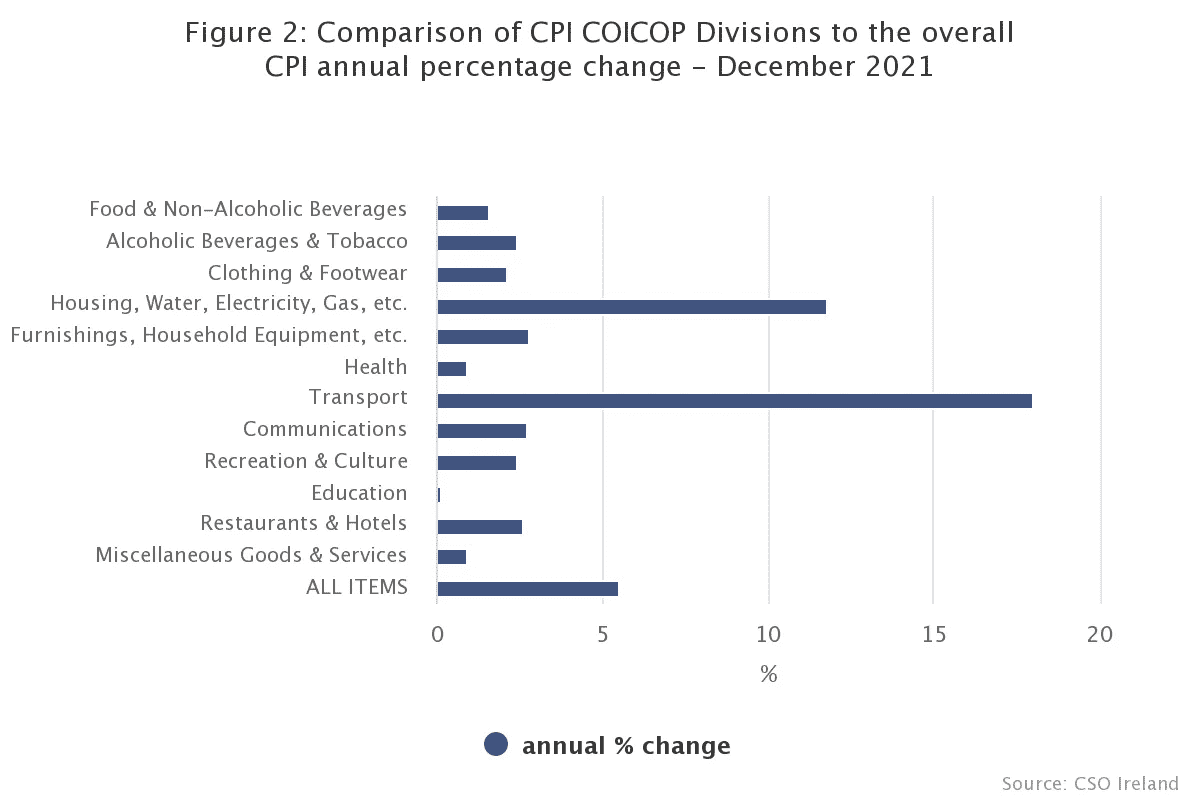 Figure 2: Comparison of CPI COICOP Divisions to the overall
CPI annual percentage change – December 2021
Food & Non–Alcoholic Beverages
Alcoholic Beverages & Tobacco
Clothing & Footwear
Housing, Water, Electricity, Gas, etc.
Furnishings, Household Equipment, etc.
Health
Transport
Communications
Recreation & Culture
Education
Restaurants & Hotels
Miscellaneous Goods & Services
ALL ITEMS
0 5 10 15 20
%
annual % change
Source: CSO Ireland